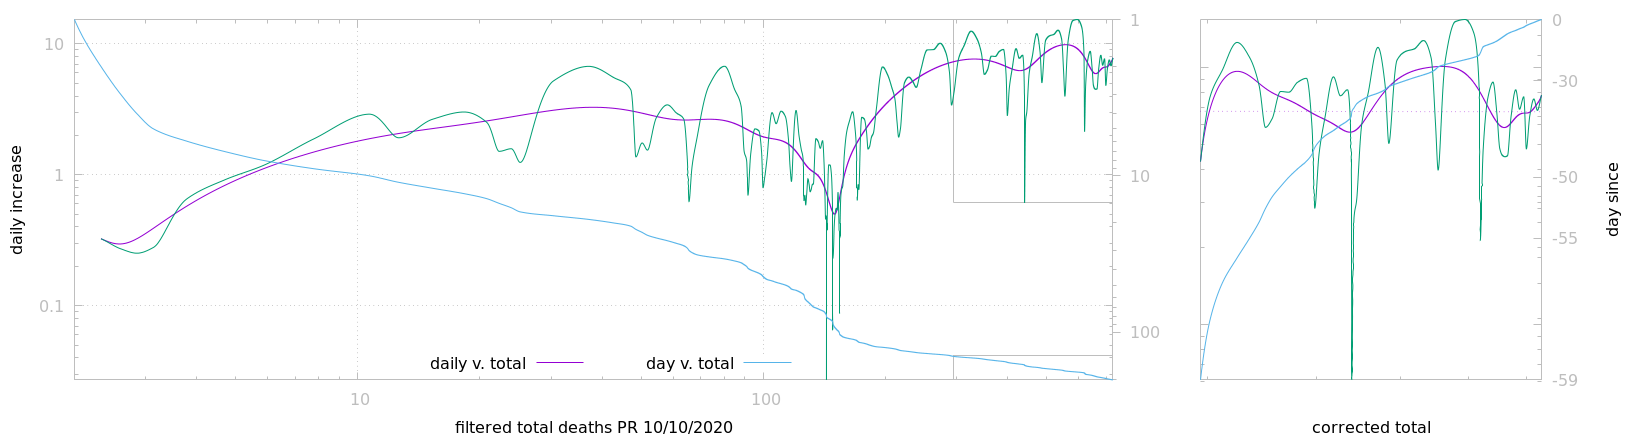 daily increase
10
1
0.1
1
10
100
daily v. total
day v. total
10
100
filtered total deaths PR 10/10/2020
0
-30
-50
-55
-59
day since
corrected total